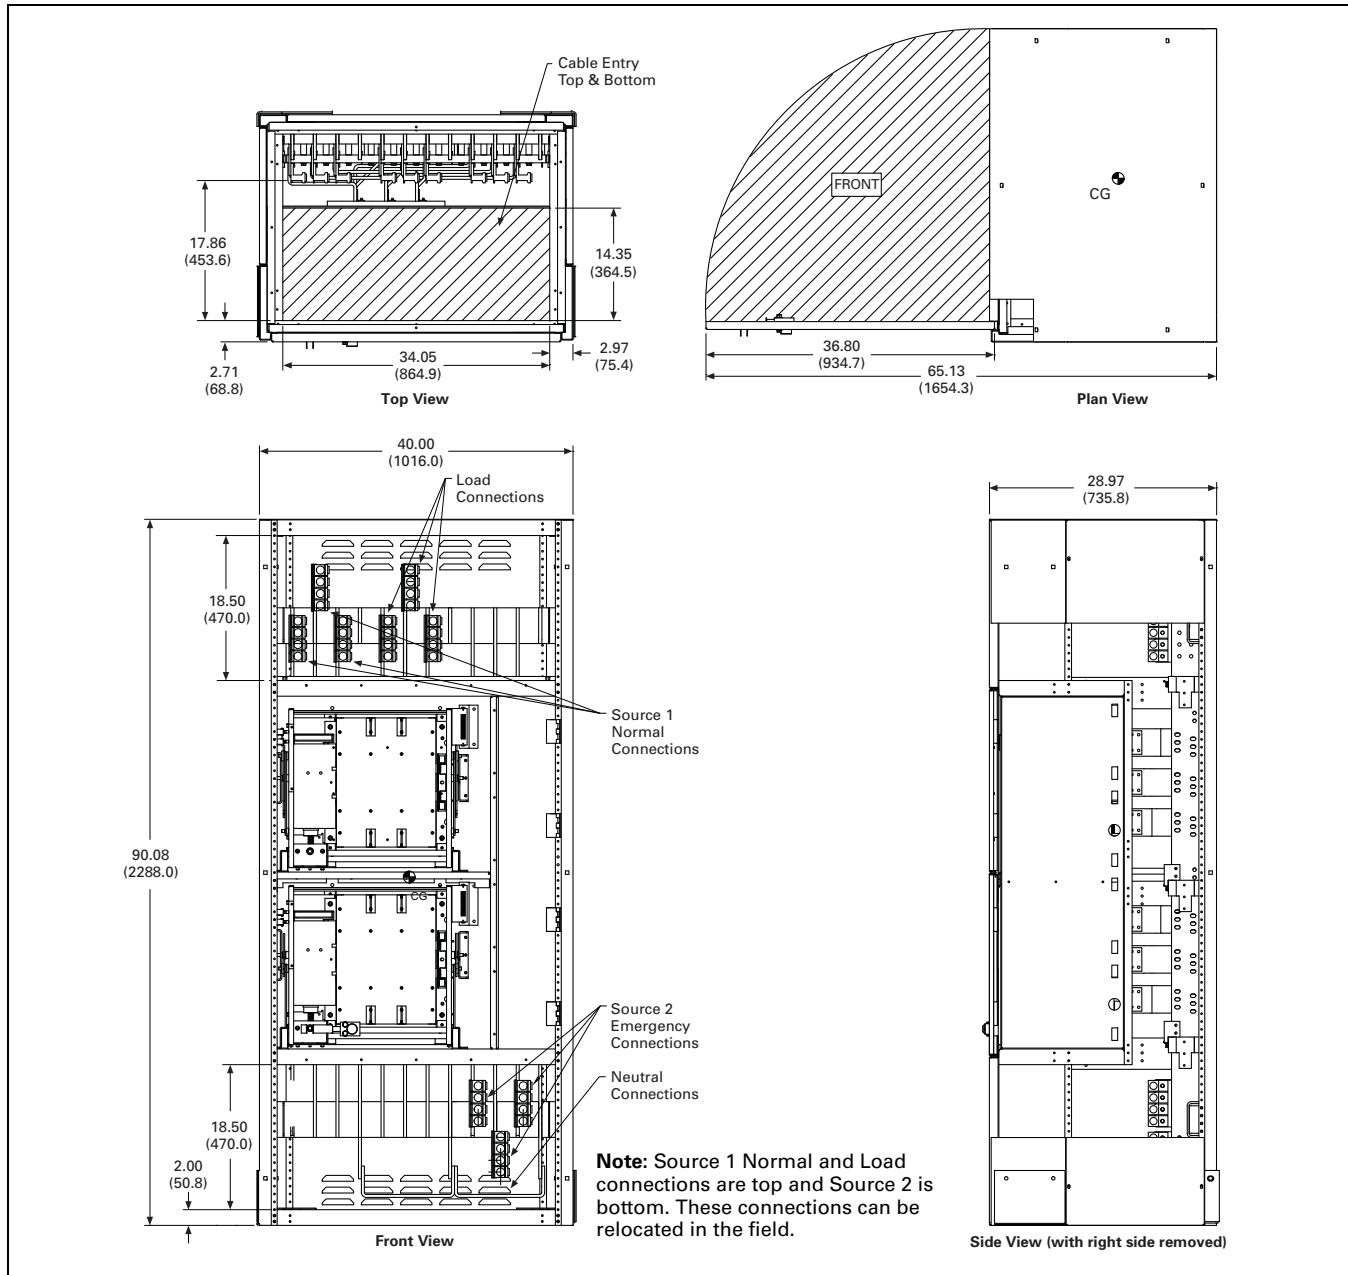 Cable Entry
Top & Bottom
FRONT
CG
17.86
(453.6)
14.35
(364.5)
2.71
(68.8)
34.05
(864.9)
2.97
(75.4)
Top View
36.80
(934.7)
65.13
(1654.3)
Plan View
40.00
(1016.0)
Load
Connections
28.97
(735.8)
18.50
(470.0)
Source 1
Normal
Connections
90.08
(2288.0)
CG
Source 2
Emergency
Connections
Neutral
Connections
18.50
(470.0)
2.00
(50.8)
Note: Source 1 Normal and Load
connections are top and Source 2 is
bottom. These connections can be
relocated in the field.
Front View
Side View (with right side removed)